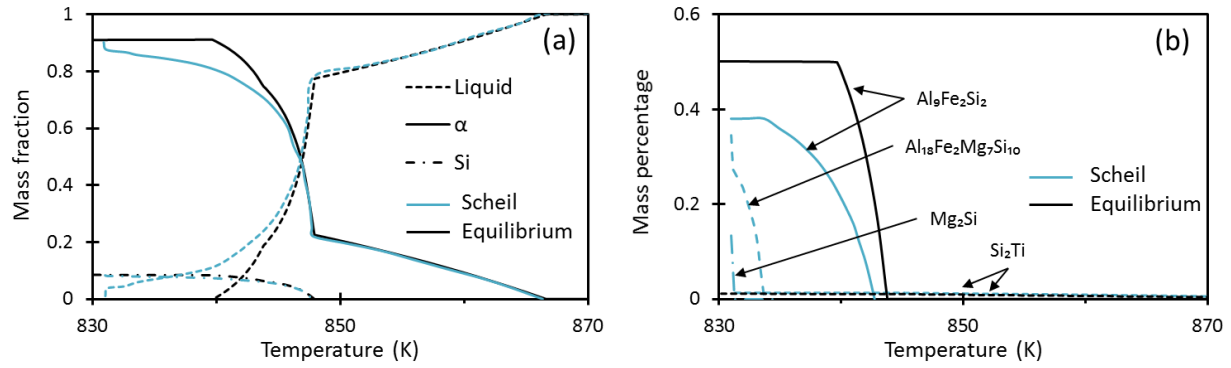 (a)
1
0.8
0.6
0.4
0.2
0
830
850
870
Mass fraction
Temperature (K)
Liquid
α
Si
Scheil
Equilibrium
(b)
0.6
0.4
0.2
0
830
850
870
Mass percentage
Temperature (K)
Al₉Fe₂Si₂
Al₁₈Fe₂Mg₇Si₁₀
Mg₂Si
Si₂Ti
Scheil
Equilibrium